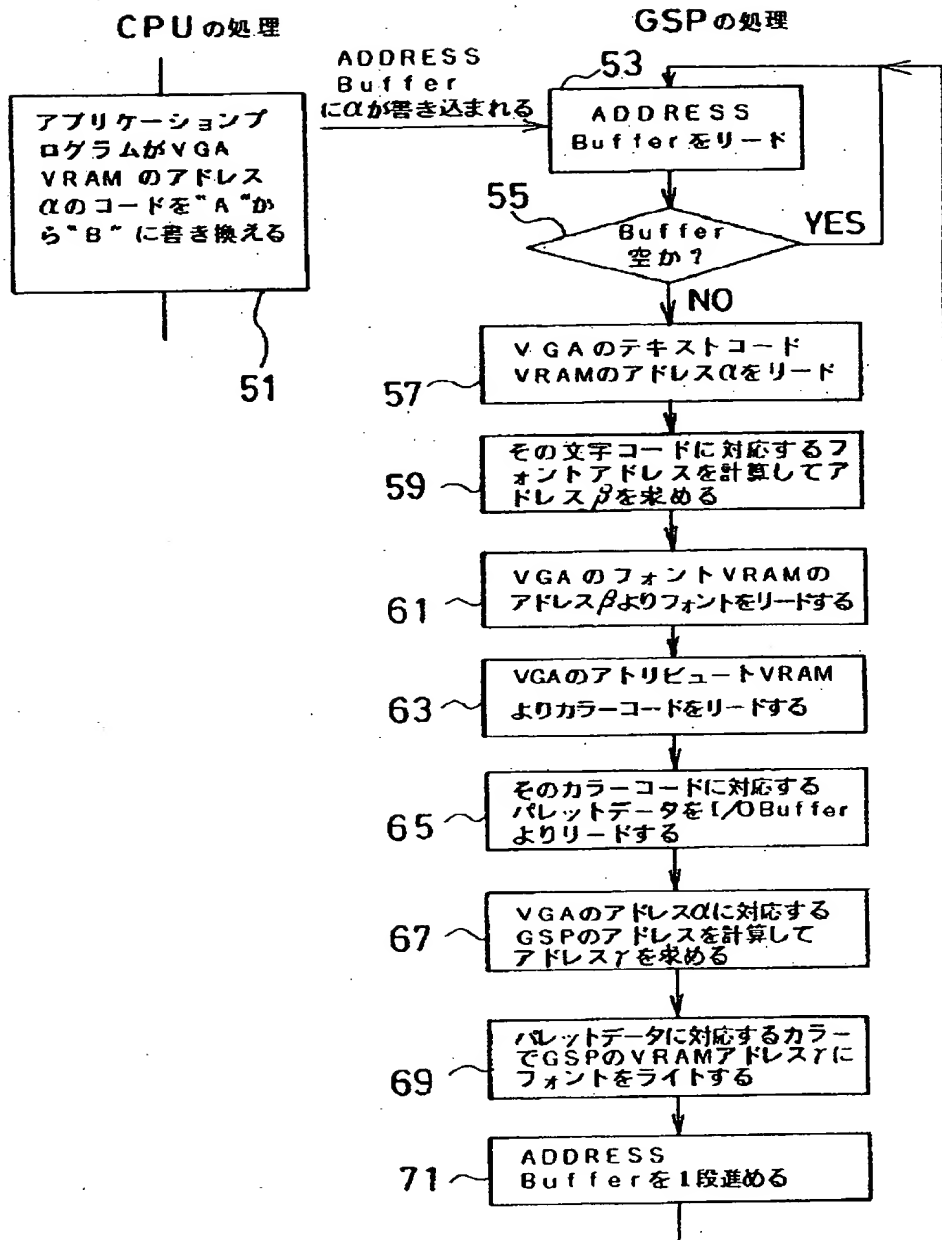 CPUの処理
アプリケーションプ
ログラムがVGA
VRAMのアドレス
αのコードを"A"か
ら"B"に書き換える
51
ADDRESS
Buffer
にαが書き込まれる
GSPの処理
53
ADDRESS
Bufferをリード
55
Buffer
空か?
YES
NO
57
VGAのテキストコード
VRAMのアドレスαをリード
59
その文字コードに対応するフ
ォントアドレスを計算してア
ドレスβを求める
61
VGAのフォントVRAMの
アドレスβよりフォントをリードする
63
VGAのアトリビュートVRAM
よりカラーコードをリードする
65
そのカラーコードに対応する
パレットデータをI/OBuffer
よりリードする
67
VGAのアドレスαに対応する
GSPのアドレスを計算して
アドレスγを求める
69
パレットデータに対応するカラー
でGSPのVRAMアドレスγに
フォントをライトする
71
ADDRESS
Bufferを1段進める